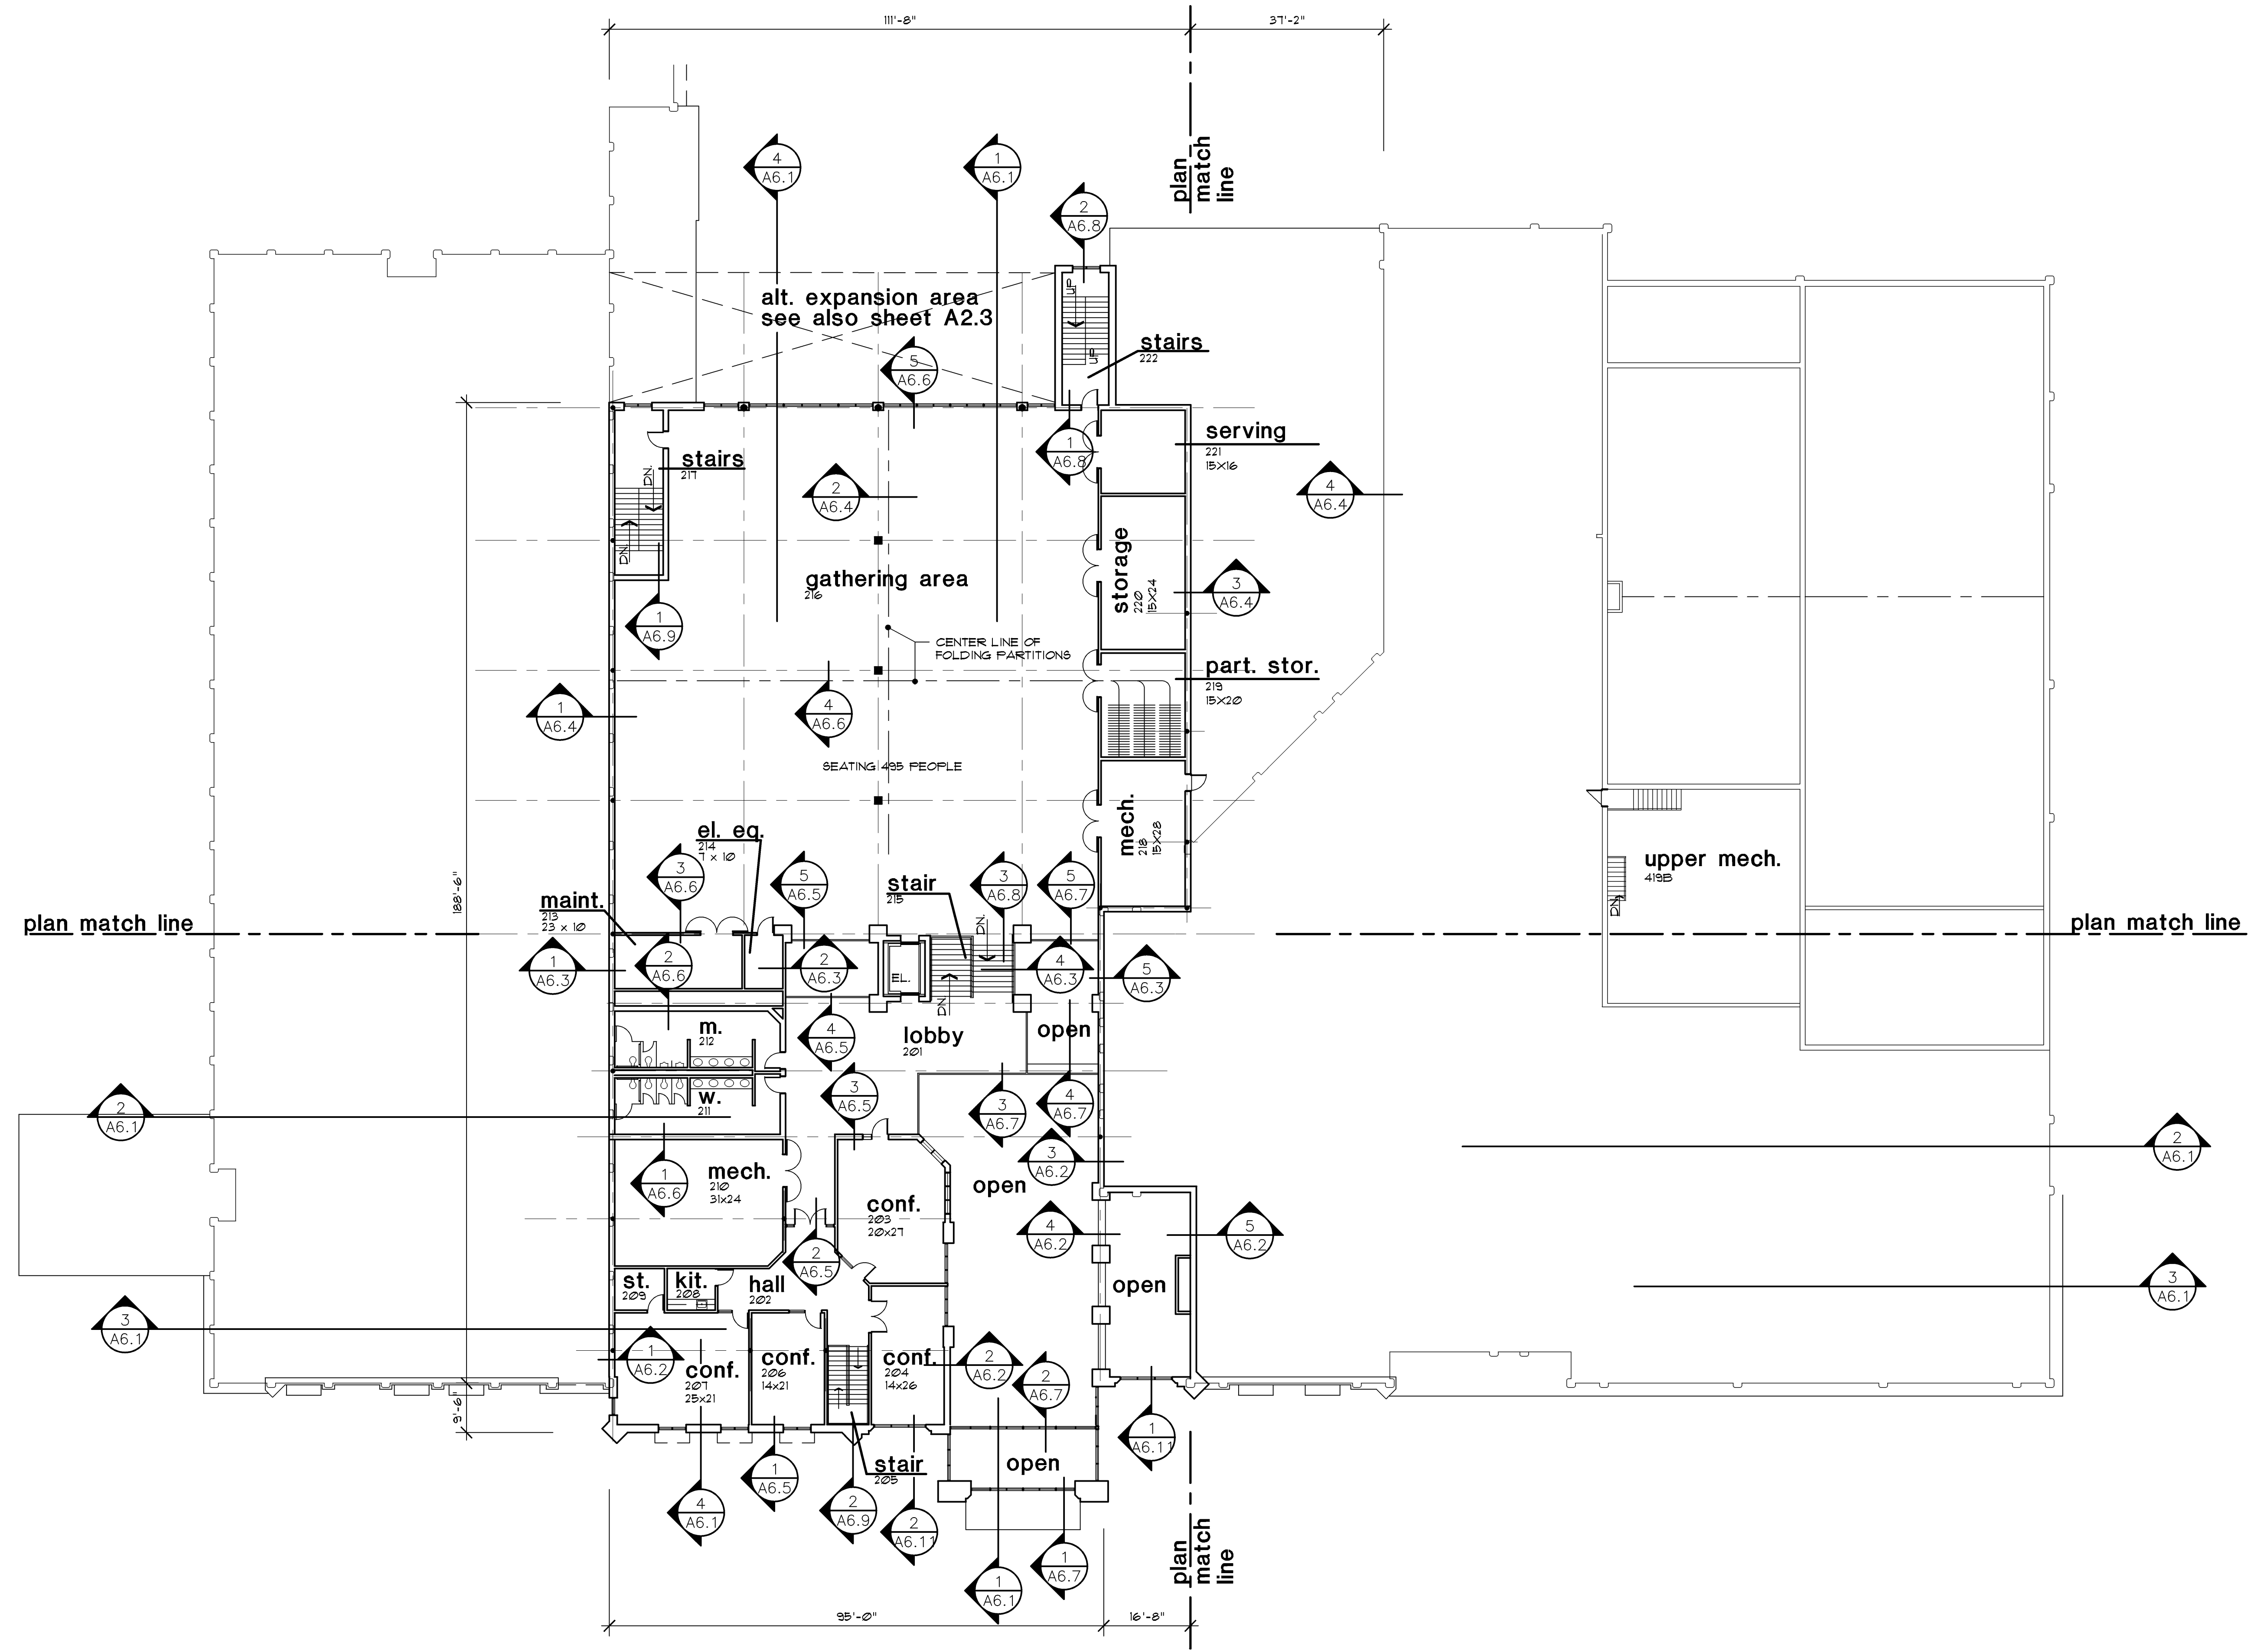 111'-8"
37'-2"
plan
match
line
4
A6.1
1
A6.1
2
A6.8
alt. expansion area
see also sheet A2.3
UP
UP
stairs
222
5
A6.6
1
A6.8
serving
221
15X16
stairs
217
DN.
DN.
2
A6.4
4
A6.4
storage
220
15X24
3
A6.4
gathering area
216
1
A6.9
CENTER LINE OF
FOLDING PARTITIONS
part. stor.
219
15X20
1
A6.4
4
A6.6
SEATING 495 PEOPLE
mech.
218
15X28
el. eq.
214
7 x 10
upper mech.
419B
DN.
3
A6.6
5
A6.5
stair
215
3
A6.8
5
A6.7
188'-6"
maint.
213
23 x 10
plan match line
plan match line
1
A6.3
2
A6.6
2
A6.3
EL.
DN.
DN.
4
A6.3
5
A6.3
m.
212
4
A6.5
lobby
201
open
w.
211
3
A6.5
3
A6.7
4
A6.7
2
A6.1
2
A6.1
3
A6.2
mech.
210
31x24
1
A6.6
open
conf.
203
20x27
4
A6.2
5
A6.2
2
A6.5
st.
209
kit.
208
hall
202
open
3
A6.1
3
A6.1
1
A6.2
conf.
207
25x21
conf.
206
14x21
conf.
204
14x26
2
A6.2
2
A6.7
9'-6"
1
A6.11
stair
205
open
1
A6.5
4
A6.1
2
A6.9
2
A6.11
1
A6.7
1
A6.1
plan
match
line
95'-0"
16'-8"